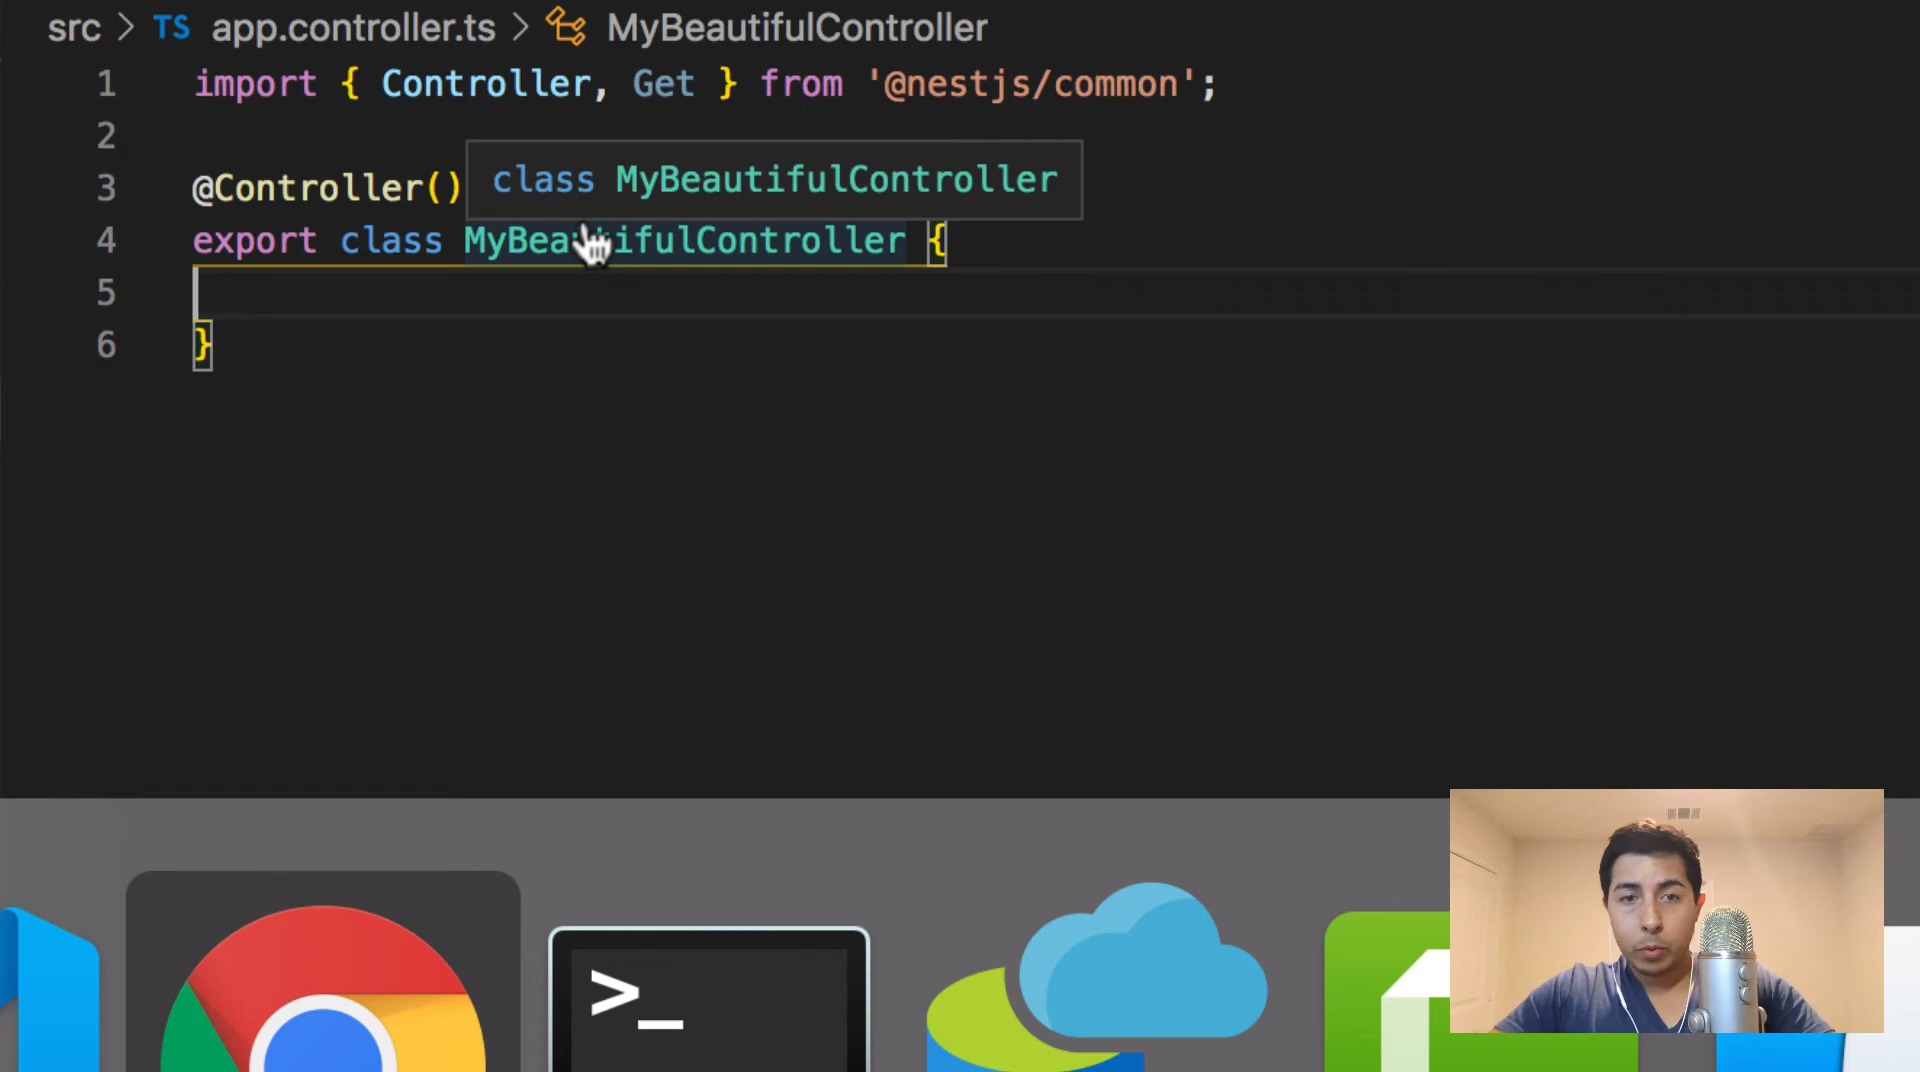 src > TS app.controller.ts > MyBeautifulController
1 import { Controller, Get } from '@nestjs/common';
2
class MyBeautifulController
3 @Controller()
4 export class MyBeautifulController {
5
6 }
>_